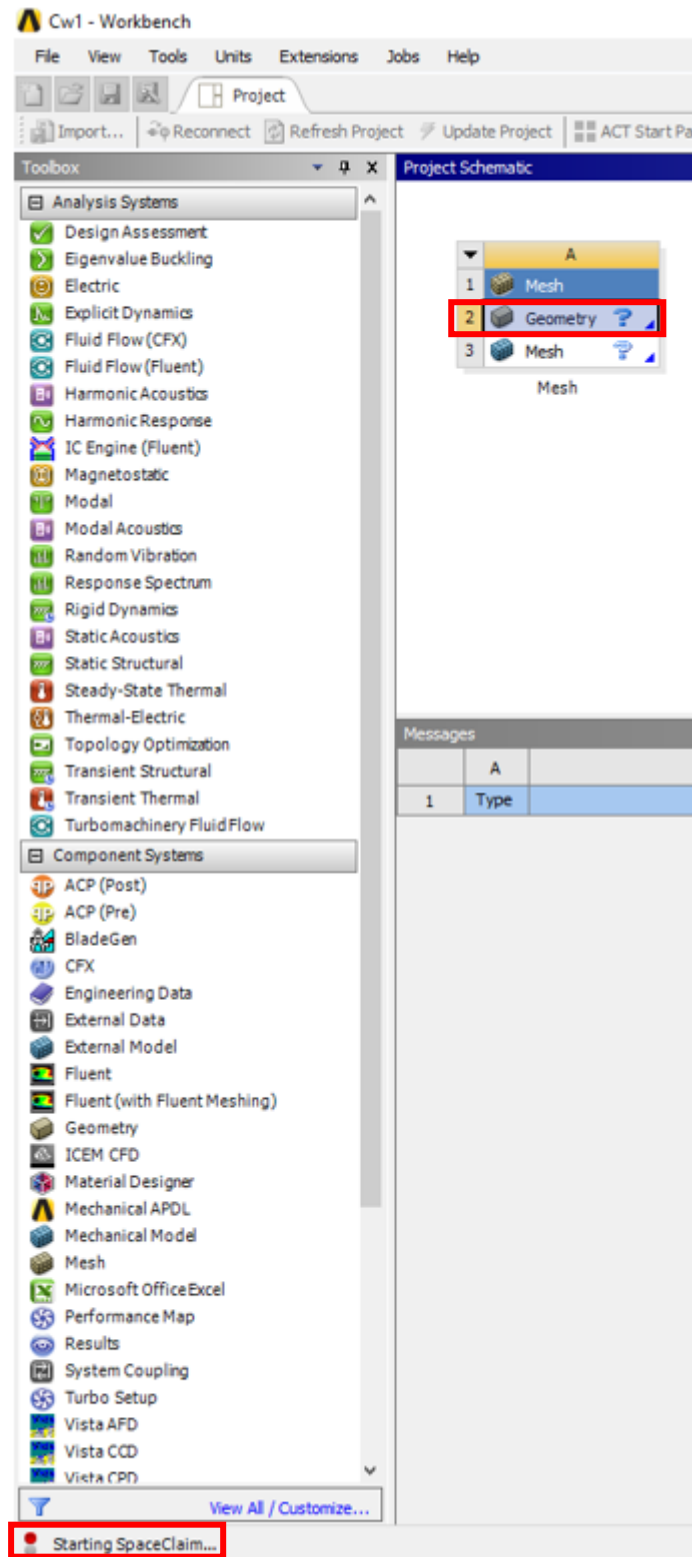 Cw1 - Workbench
File View Tools Units Extensions Jobs Help
Project
Import... Reconnect Refresh Project Update Project ACT Start Pa
Toolbox
Analysis Systems
Design Assessment
Eigenvalue Buckling
Electric
Explicit Dynamics
Fluid Flow (CFX)
Fluid Flow (Fluent)
Harmonic Acoustics
Harmonic Response
IC Engine (Fluent)
Magnetostatic
Modal
Modal Acoustics
Random Vibration
Response Spectrum
Rigid Dynamics
Static Acoustics
Static Structural
Steady-State Thermal
Thermal-Electric
Topology Optimization
Transient Structural
Transient Thermal
Turbomachinery Fluid Flow
Component Systems
ACP (Post)
ACP (Pre)
BladeGen
CFX
Engineering Data
External Data
External Model
Fluent
Fluent (with Fluent Meshing)
Geometry
ICEM CFD
Material Designer
Mechanical APDL
Mechanical Model
Mesh
Microsoft Office Excel
Performance Map
Results
System Coupling
Turbo Setup
Vista AFD
Vista CCD
Vista CPD
View All / Customize...
Starting SpaceClaim...
Project Schematic
A
1 Mesh
2 Geometry ?
3 Mesh ?
Mesh
Messages
A
1 Type